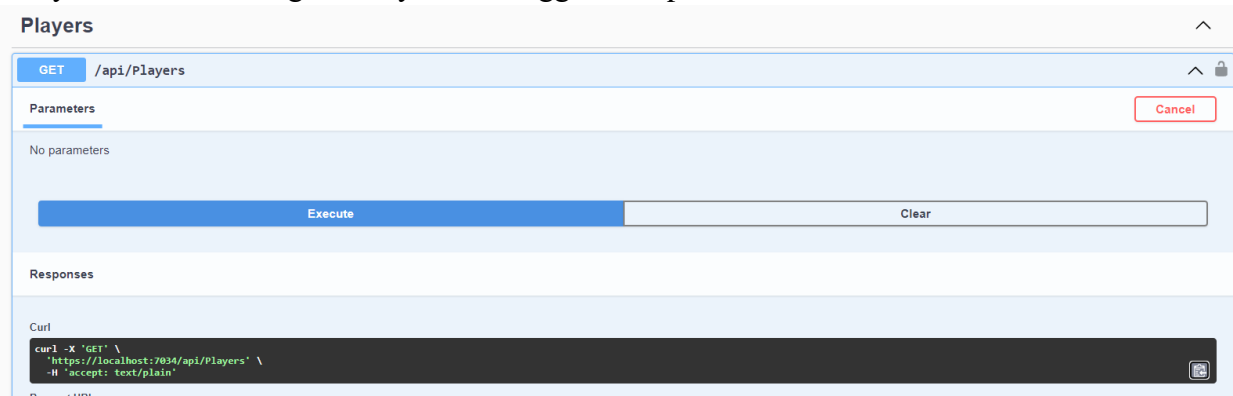 Players
GET /api/Players
Parameters
Cancel
No parameters
Execute
Clear
Responses
Curl
curl -X 'GET' \
'https://localhost:7034/api/Players' \
-H 'accept: text/plain'